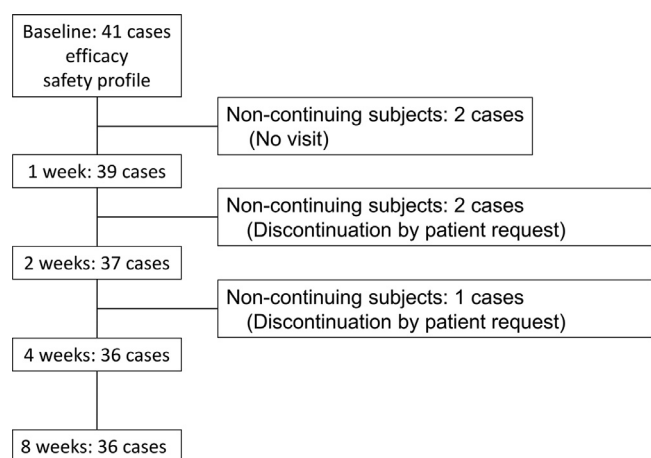 Baseline: 41 cases
efficacy
safety profile
Non-continuing subjects: 2 cases
(No visit)
1 week: 39 cases
Non-continuing subjects: 2 cases
(Discontinuation by patient request)
2 weeks: 37 cases
Non-continuing subjects: 1 cases
(Discontinuation by patient request)
4 weeks: 36 cases
8 weeks: 36 cases